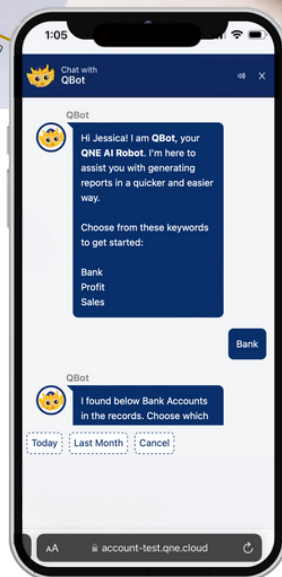 1:05
Chat with
QBot
X
QBot
Hi Jessica! I am QBot, your
QNE AI Robot. I'm here to
assist you with generating
reports in a quicker and easier
way.
Choose from these keywords
to get started:
Bank
Profit
Sales
Bank
QBot
I found below Bank Accounts
in the records. Choose which
Today Last Month Cancel
AA account-test.qne.cloud